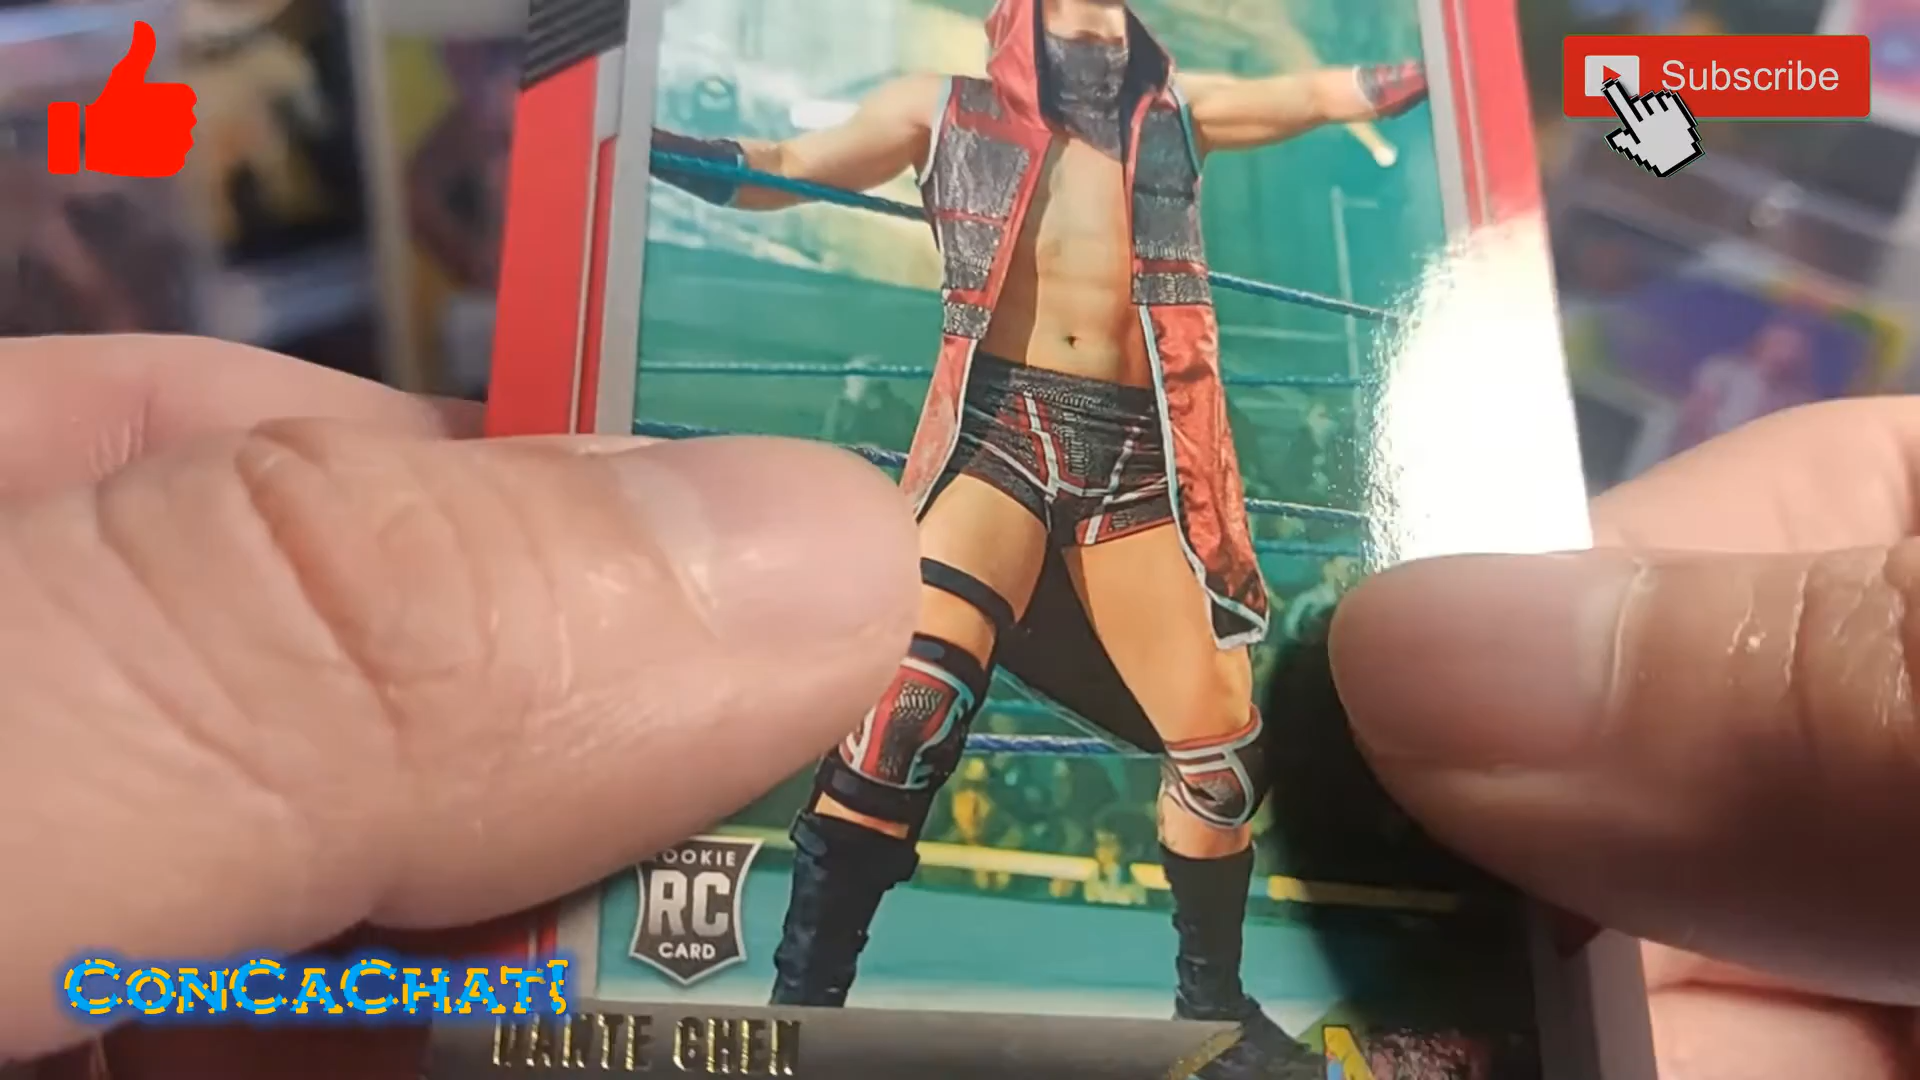 Subscribe
ROOKIE
RC
CARD
ConCaChat!
DANTE CHEN